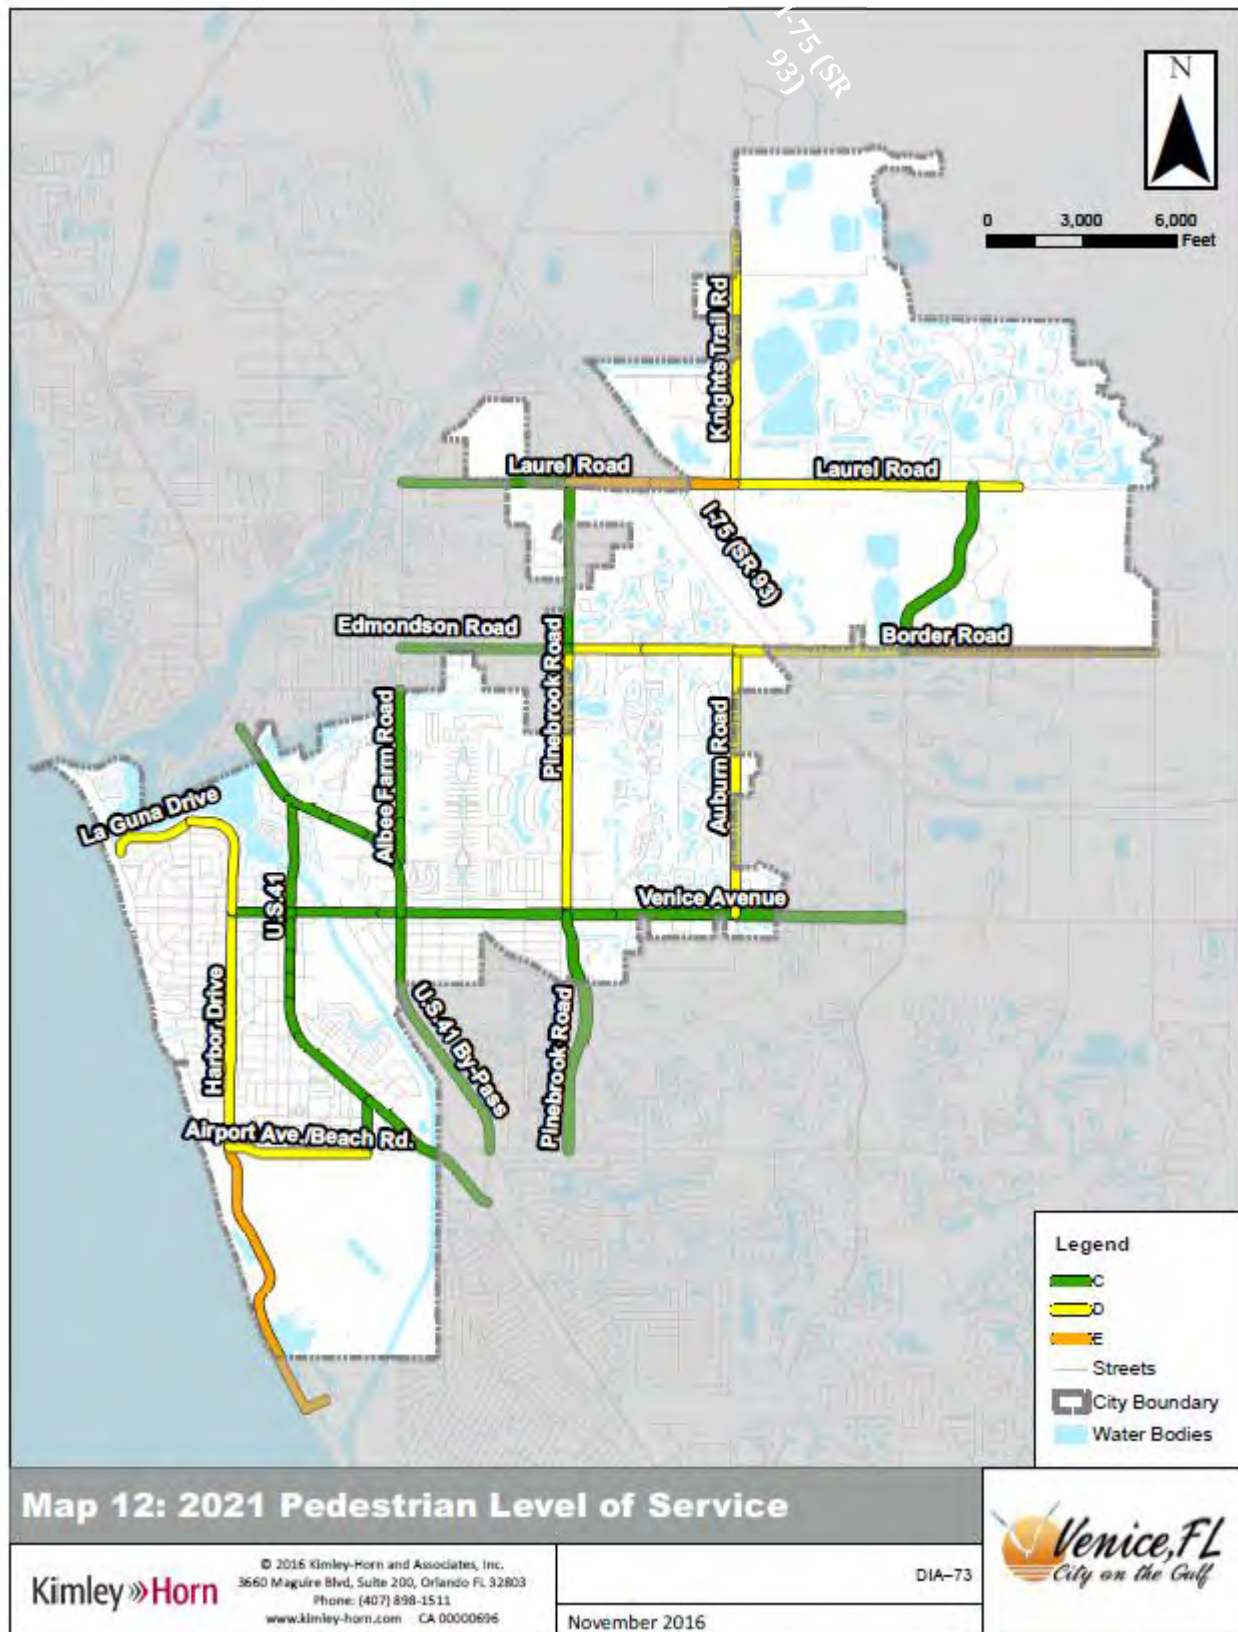 I-75 (SR
93)
N
0 3,000 6,000
Feet
Knights Trail Rd
Laurel Road
Laurel Road
I-75 (SR 93)
Edmondson Road
Border Road
Pinebrook Road
Albee Farm Road
Auburn Road
La Guna Drive
U.S.41
Venice Avenue
Harbor Drive
U.S.41 By-Pass
Pinebrook Road
Airport Ave./Beach Rd.
Legend
C
D
E
Streets
City Boundary
Water Bodies
Map 12: 2021 Pedestrian Level of Service
Kimley»Horn
© 2016 Kimley-Horn and Associates, Inc.
3660 Maguire Blvd, Suite 200, Orlando FL 32803
Phone: (407) 898-1511
www.kimley-horn.com CA 00000696
DIA–73
November 2016
Venice, FL
City on the Gulf